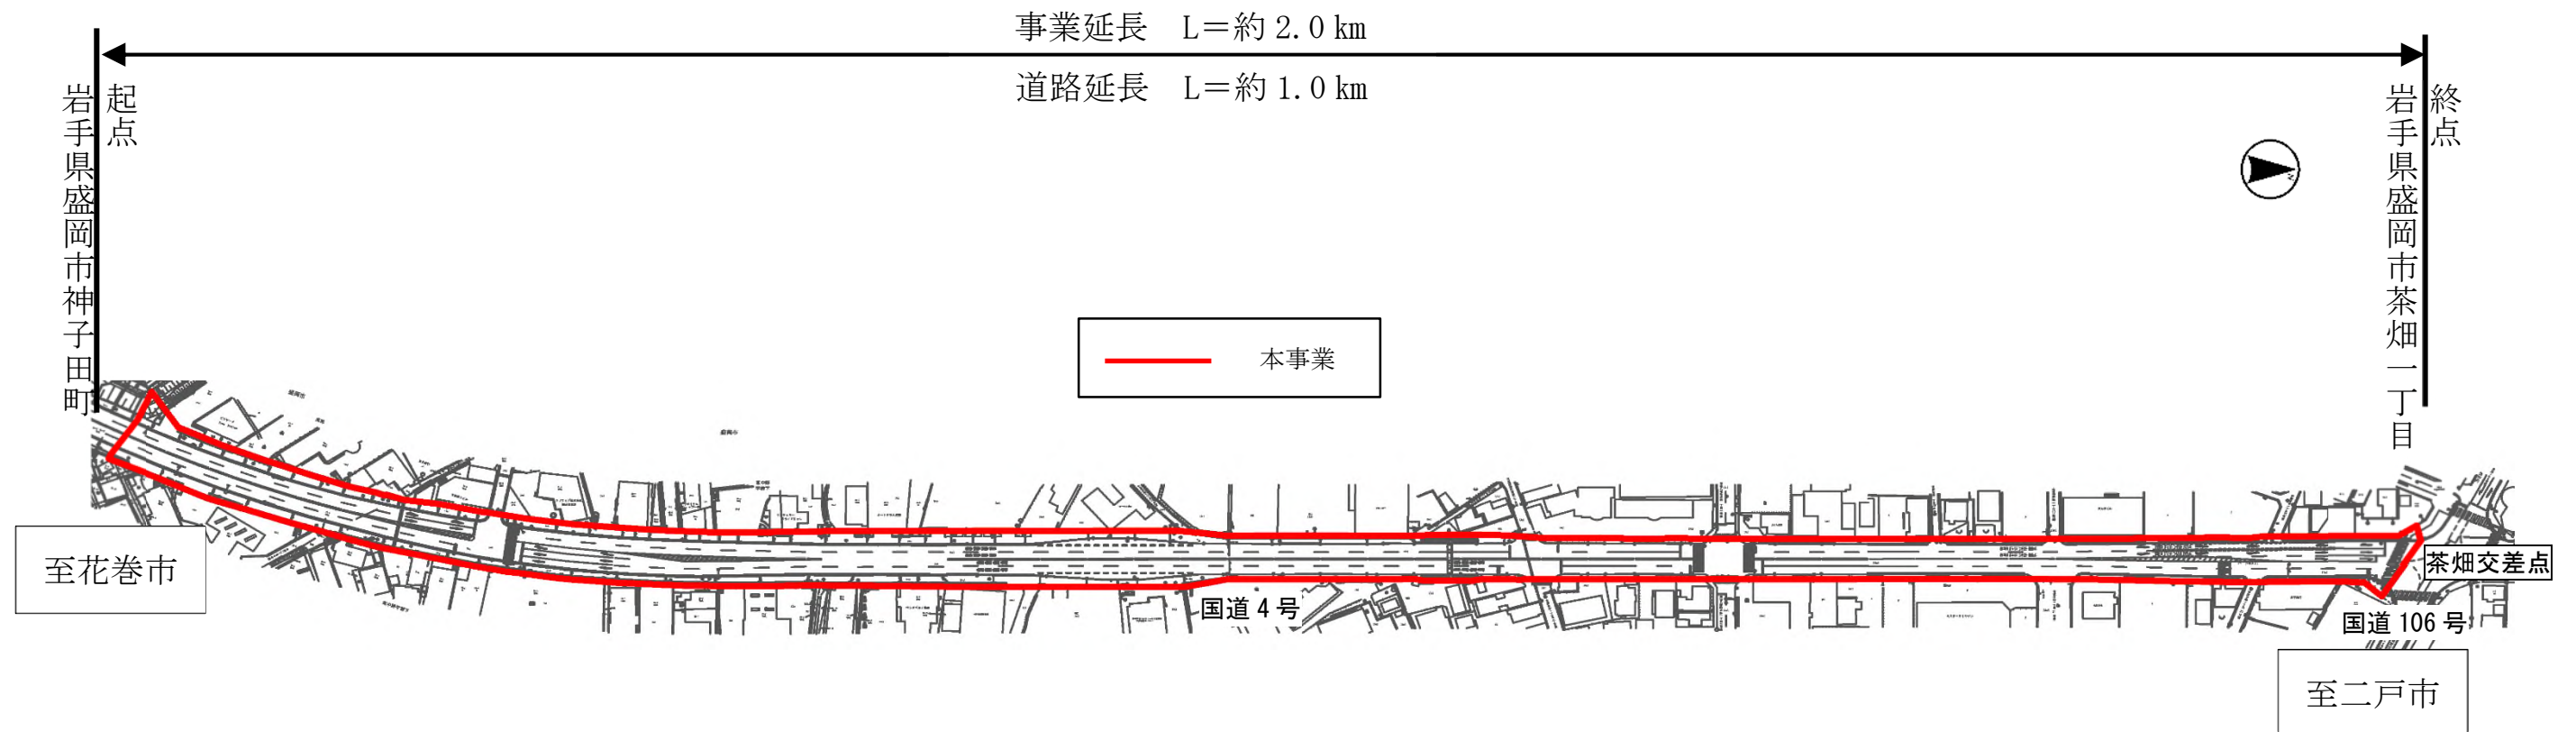 事業延長　L＝約 2.0 km
道路延長　L＝約 1.0 km
起点
岩手県盛岡市神子田町
終点
岩手県盛岡市茶畑一丁目
N
本事業
至花巻市
国道 4 号
茶畑交差点
国道 106 号
至二戸市